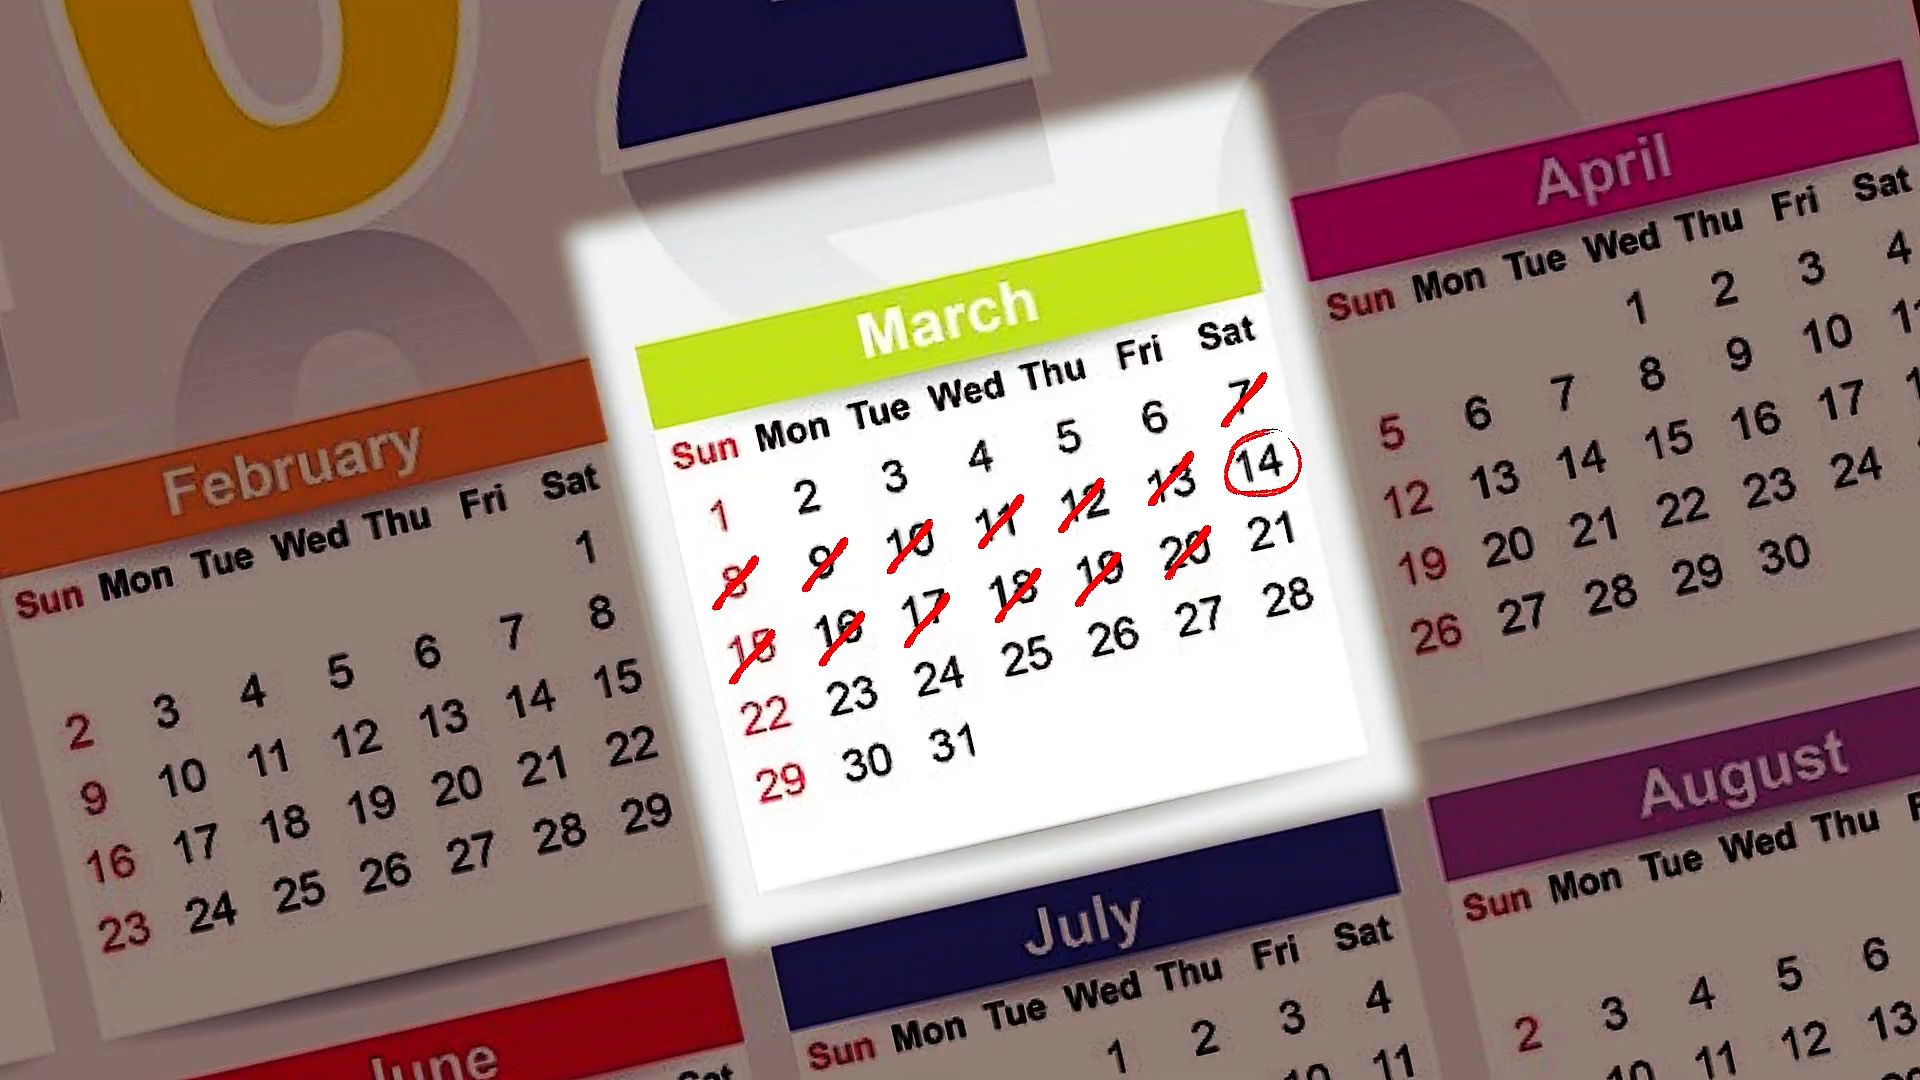 February
Sun Mon Tue Wed Thu Fri Sat
1
2 3 4 5 6 7 8
9 10 11 12 13 14 15
16 17 18 19 20 21 22
23 24 25 26 27 28 29
March
Sun Mon Tue Wed Thu Fri Sat
1 2 3 4 5 6 7
8 9 10 11 12 13 14
15 16 17 18 19 20 21
22 23 24 25 26 27 28
29 30 31
April
Sun Mon Tue Wed Thu Fri Sat
1 2 3 4
5 6 7 8 9 10 11
12 13 14 15 16 17
19 20 21 22 23 24
26 27 28 29 30
June
Sat
July
Sun Mon Tue Wed Thu Fri Sat
1 2 3 4
10 11
August
Sun Mon Tue Wed Thu
2 3 4 5 6
10 11 12 13